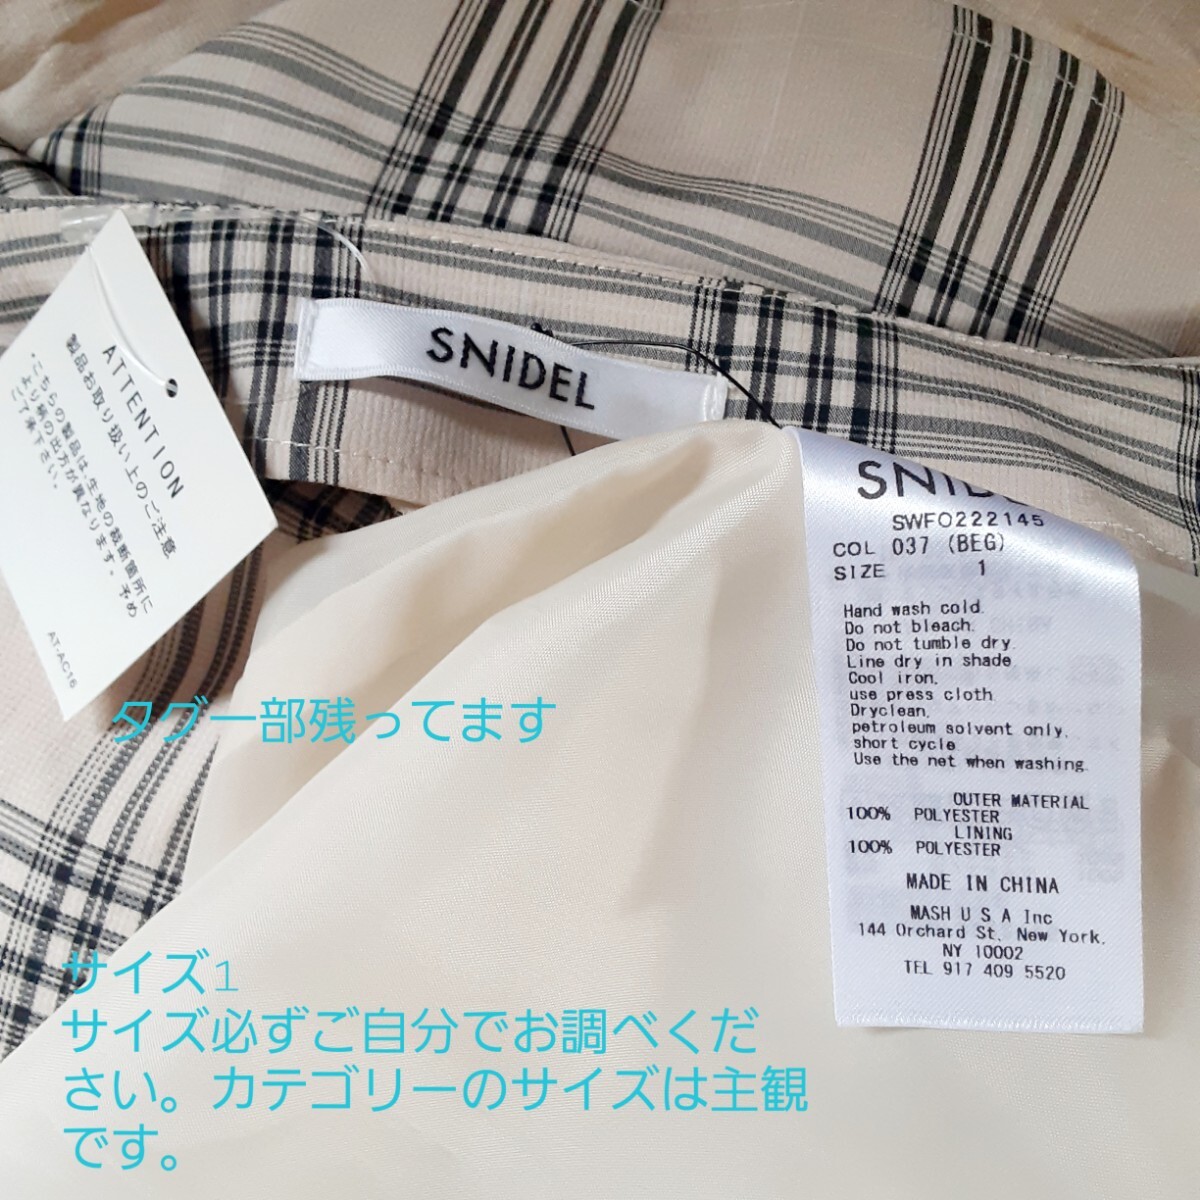 ATTENTION
製品お取り扱い上のご注意
・こちらの製品は生地の裁断箇所に
より柄の出方が異なります。予め
ご了承下さい。
AT-AC16
SNIDEL
SNIDEL
SWFO222145
COL 037 (BEG)
SIZE 1
Hand wash cold.
Do not bleach.
Do not tumble dry.
Line dry in shade
Cool iron,
use press cloth
Dryclean,
petroleum solvent only,
short cycle
Use the net when washing.
OUTER MATERIAL
100% POLYESTER
LINING
100% POLYESTER
MADE IN CHINA
MASH U S A Inc
144 Orchard St, New York,
NY 10002
TEL 917 409 5520
タグ一部残ってます
サイズ1
サイズ必ずご自分でお調べくだ
さい。カテゴリーのサイズは主観
です。